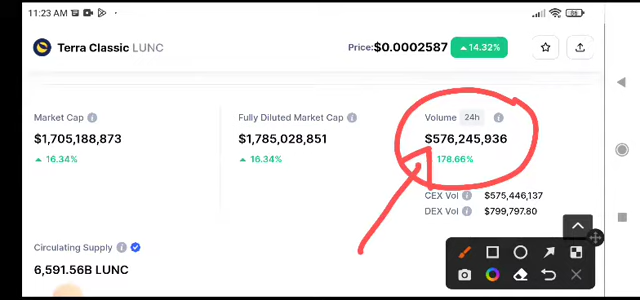 11:23 AM
Terra Classic LUNC
Price: $0.0002587 14.32%
Market Cap
$1,705,188,873
16.34%
Fully Diluted Market Cap
$1,785,028,851
16.34%
Volume 24h
$576,245,936
178.66%
CEX Vol $575,446,137
DEX Vol $799,797.80
Circulating Supply
6,591.56B LUNC